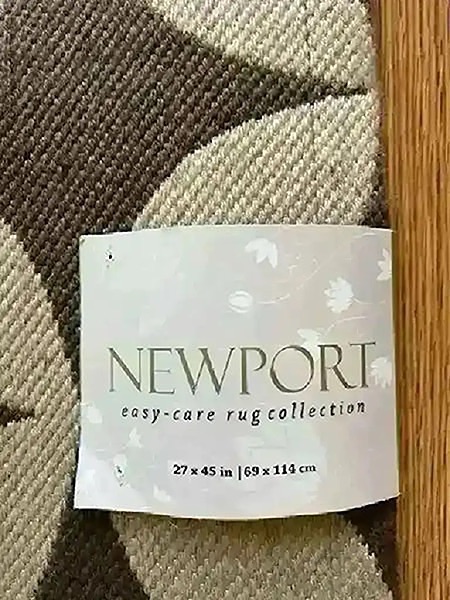 NEWPORT
easy-care rug collection
27 x 45 in | 69 x 114 cm